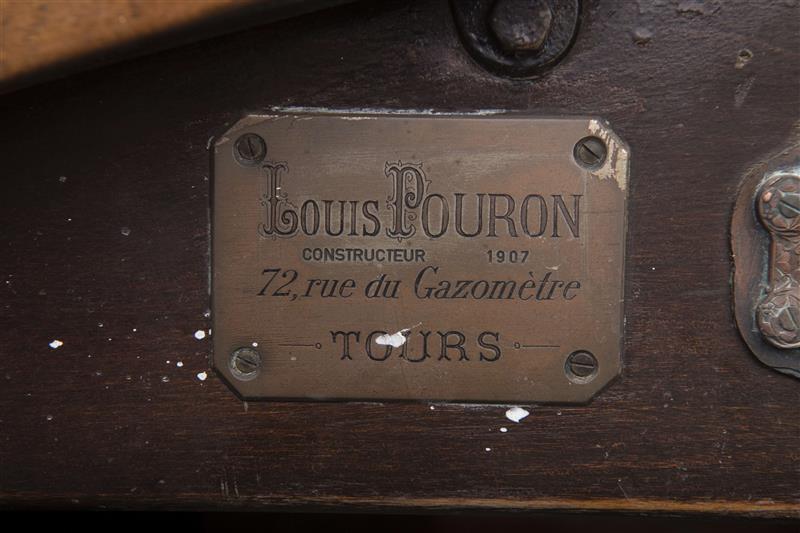 LOUIS POURON
CONSTRUCTEUR 1907
72, rue du Gazomètre
TOURS